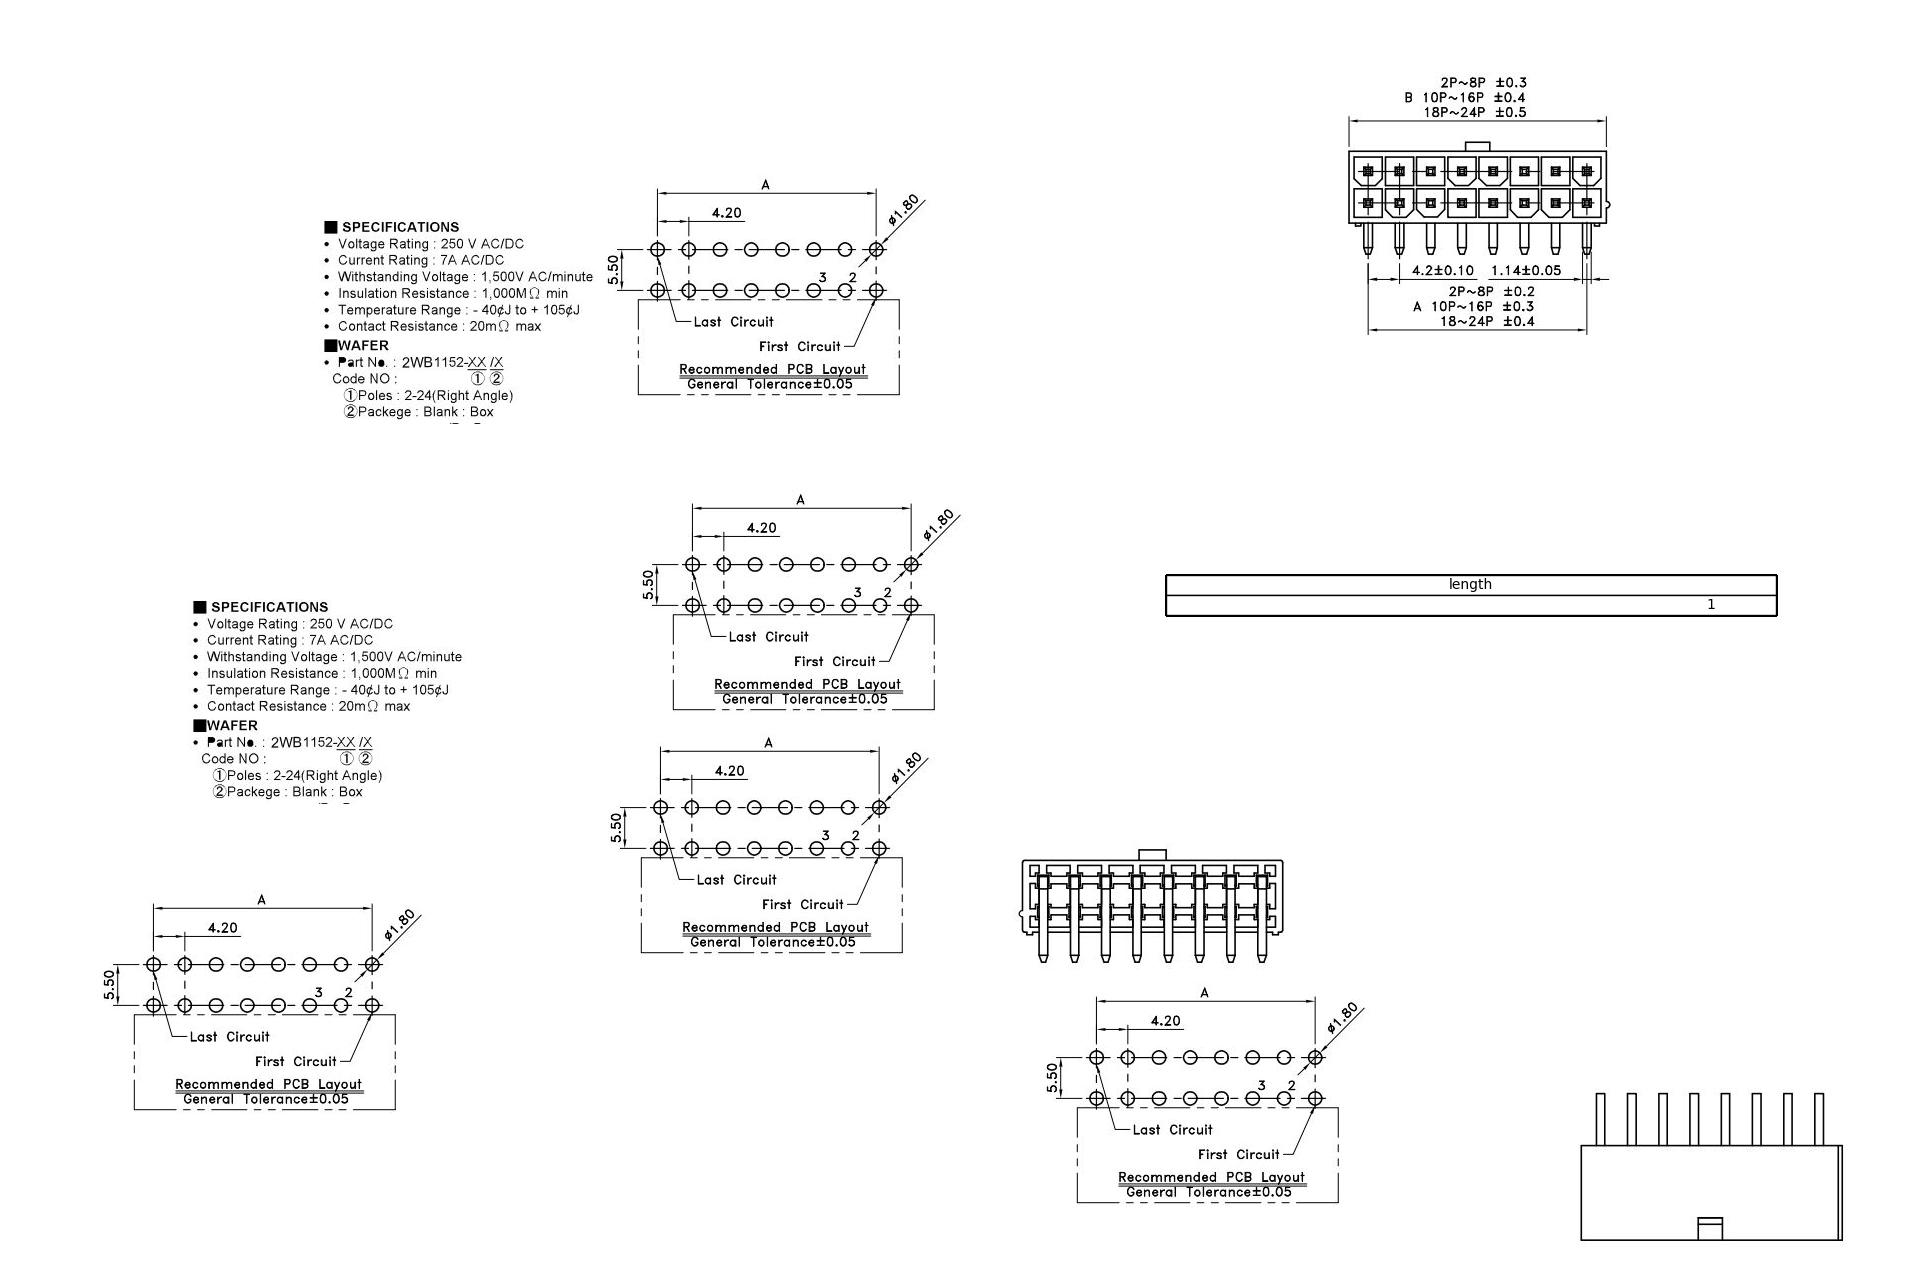 2P~8P ±0.3
B 10P~16P ±0.4
18P~24P ±0.5
4.2±0.10
1.14±0.05
2P~8P ±0.2
A 10P~16P ±0.3
18~24P ±0.4
■ SPECIFICATIONS
• Voltage Rating : 250 V AC/DC
• Current Rating : 7A AC/DC
• Withstanding Voltage : 1,500V AC/minute
• Insulation Resistance : 1,000MΩ min
• Temperature Range : - 40¢J to + 105¢J
• Contact Resistance : 20mΩ max
■WAFER
• Part No. : 2WB1152-XX /X
Code NO : ① ②
①Poles : 2-24(Right Angle)
②Packege : Blank : Box
A
4.20
ø1.80
5.50
3 2
Last Circuit
First Circuit
Recommended PCB Layout
General Tolerance±0.05
A
4.20
ø1.80
5.50
3 2
Last Circuit
First Circuit
Recommended PCB Layout
General Tolerance±0.05
length
1
■ SPECIFICATIONS
• Voltage Rating : 250 V AC/DC
• Current Rating : 7A AC/DC
• Withstanding Voltage : 1,500V AC/minute
• Insulation Resistance : 1,000MΩ min
• Temperature Range : - 40¢J to + 105¢J
• Contact Resistance : 20mΩ max
■WAFER
• Part No. : 2WB1152-XX /X
Code NO : ① ②
①Poles : 2-24(Right Angle)
②Packege : Blank : Box
A
4.20
ø1.80
5.50
3 2
Last Circuit
First Circuit
Recommended PCB Layout
General Tolerance±0.05
A
4.20
ø1.80
5.50
3 2
Last Circuit
First Circuit
Recommended PCB Layout
General Tolerance±0.05
A
4.20
ø1.80
5.50
3 2
Last Circuit
First Circuit
Recommended PCB Layout
General Tolerance±0.05